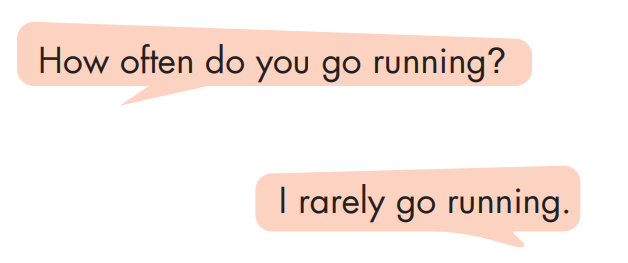 How often do you go running?
I rarely go running.